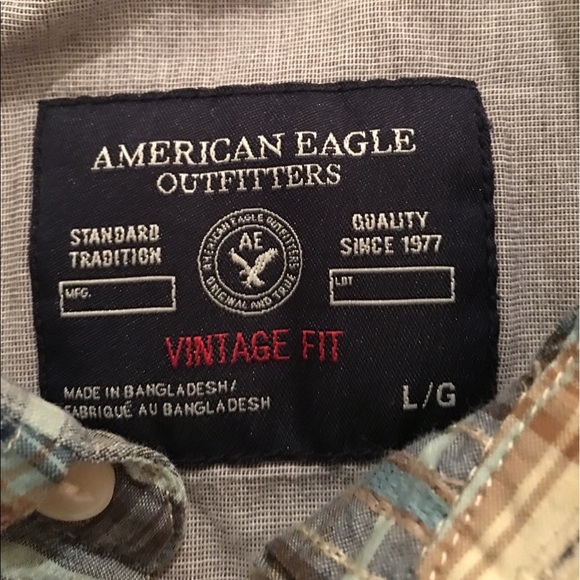 AMERICAN EAGLE
OUTFITTERS
STANDARD
TRADITION
MFG.
AMERICAN EAGLE OUTFITTERS
AE
ORIGINAL AND TRUE
QUALITY
SINCE 1977
LOT
VINTAGE FIT
MADE IN BANGLADESH/
FABRIQUÉ AU BANGLADESH
L/G